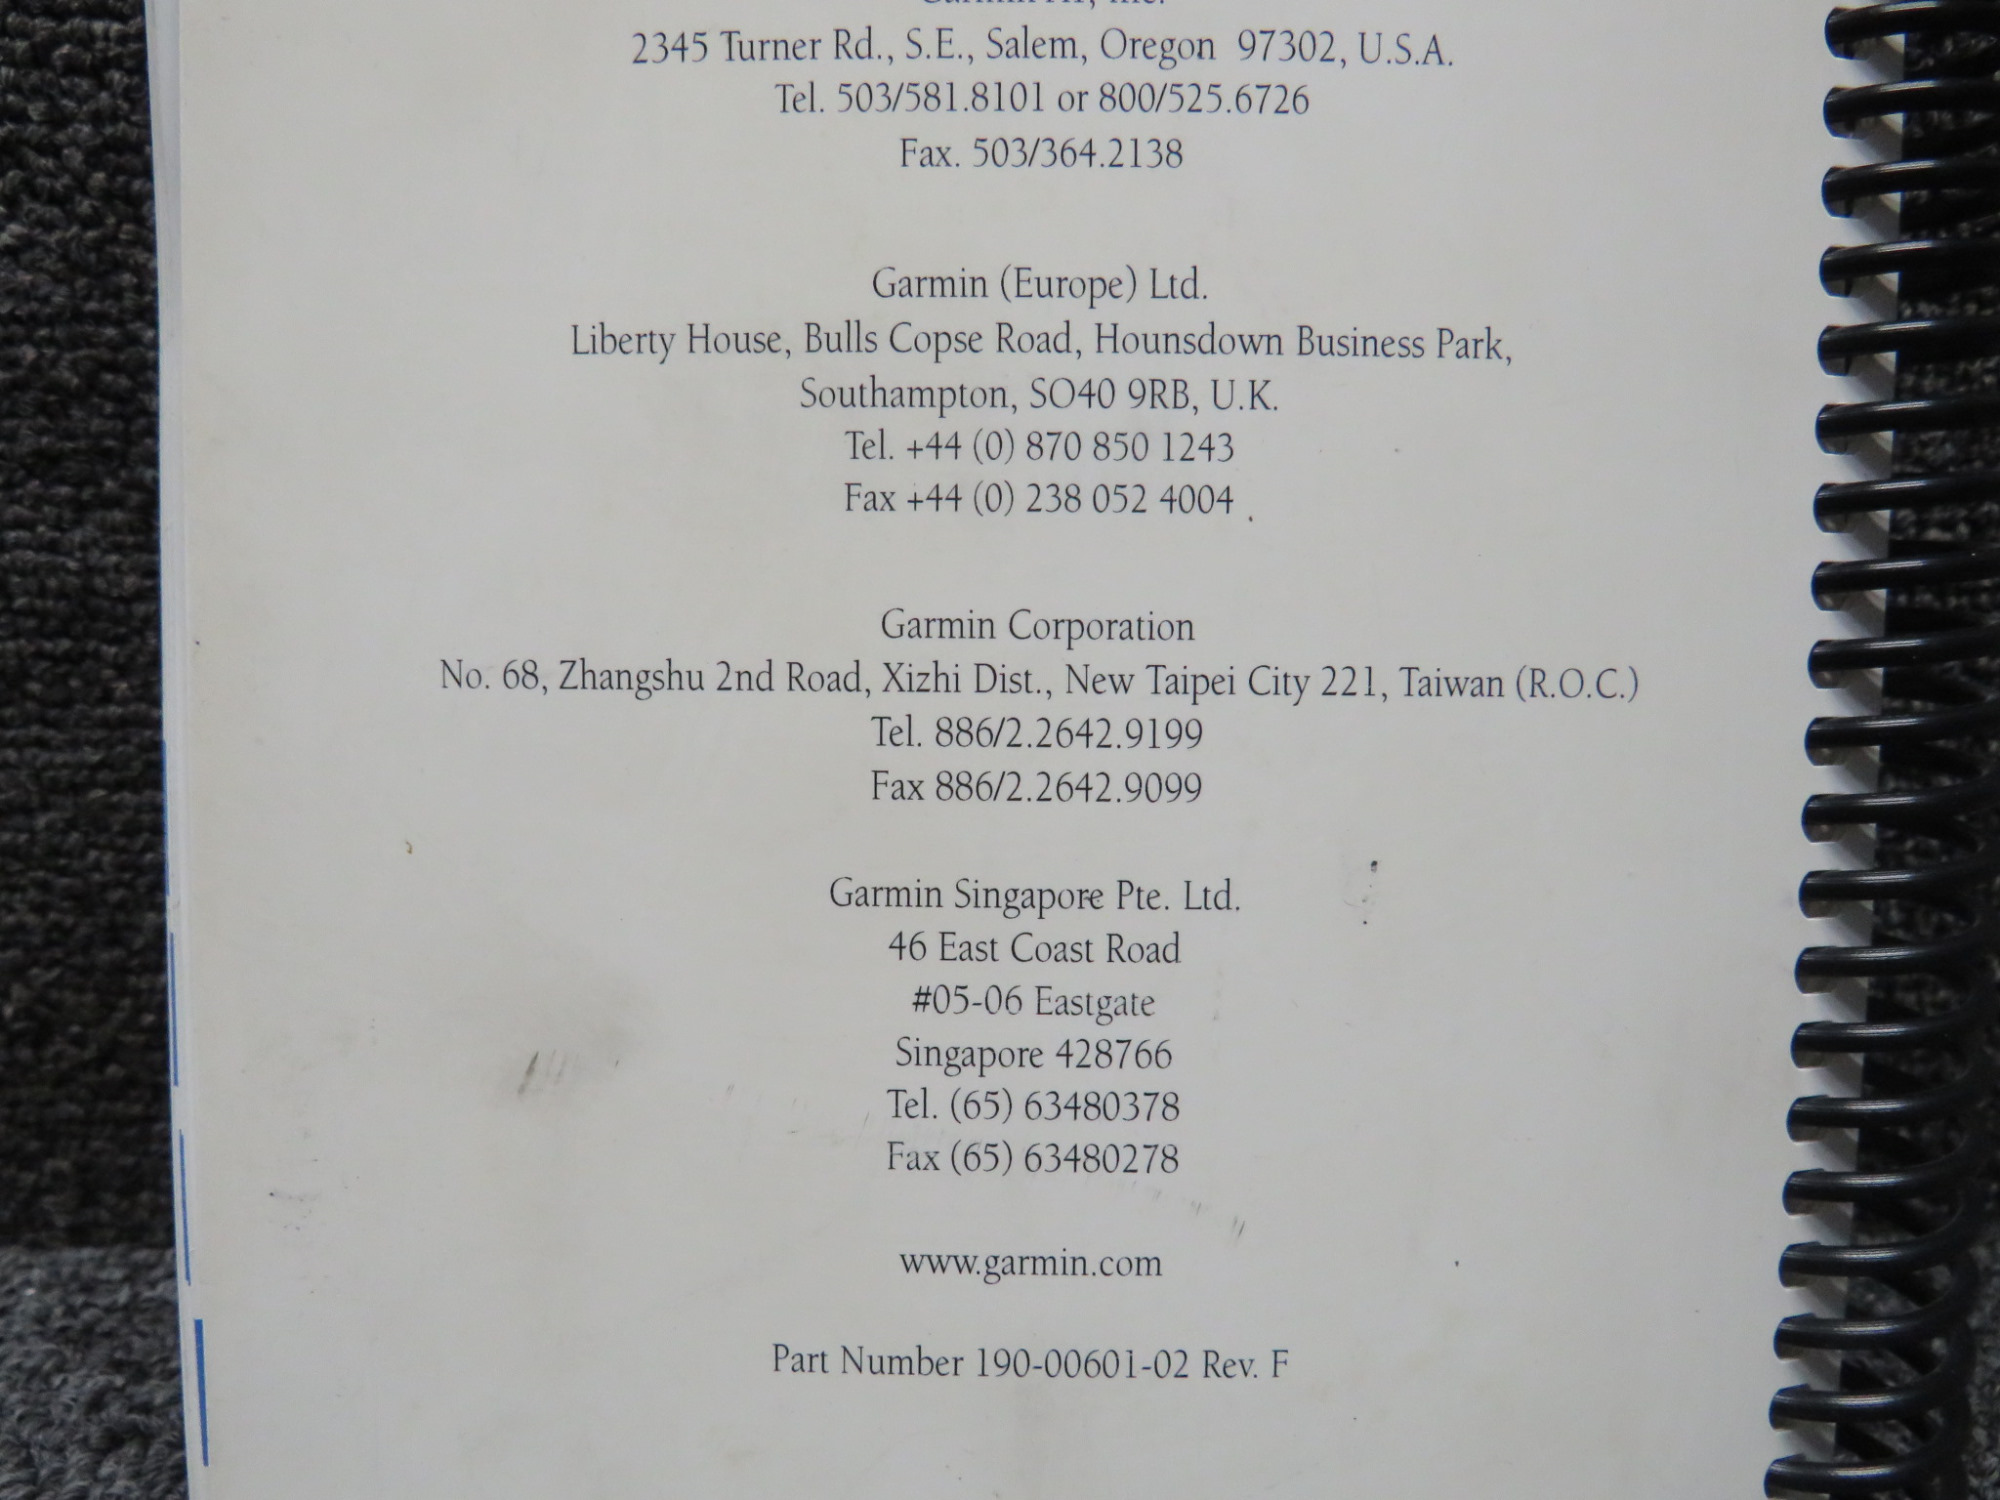 Garmin AT, Inc.
2345 Turner Rd., S.E., Salem, Oregon 97302, U.S.A.
Tel. 503/581.8101 or 800/525.6726
Fax. 503/364.2138
Garmin (Europe) Ltd.
Liberty House, Bulls Copse Road, Hounsdown Business Park,
Southampton, SO40 9RB, U.K.
Tel. +44 (0) 870 850 1243
Fax +44 (0) 238 052 4004
Garmin Corporation
No. 68, Zhangshu 2nd Road, Xizhi Dist., New Taipei City 221, Taiwan (R.O.C.)
Tel. 886/2.2642.9199
Fax 886/2.2642.9099
Garmin Singapore Pte. Ltd.
46 East Coast Road
#05-06 Eastgate
Singapore 428766
Tel. (65) 63480378
Fax (65) 63480278
www.garmin.com
Part Number 190-00601-02 Rev. F